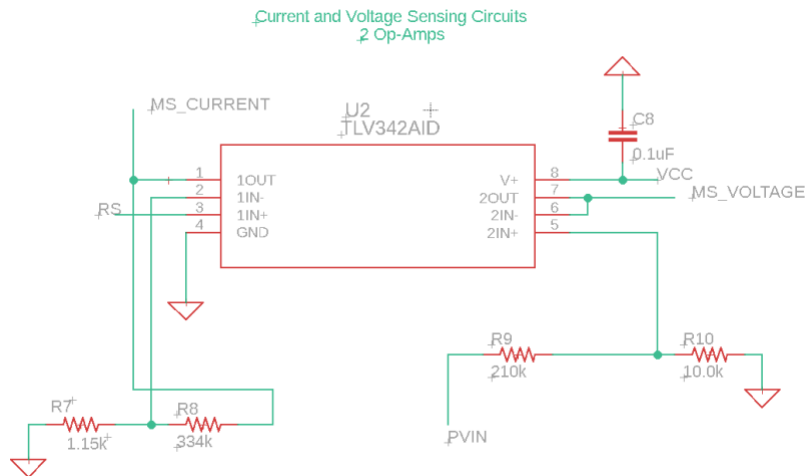 Current and Voltage Sensing Circuits
2 Op-Amps
MS_CURRENT
U2
TLV342AID
C8
0.1uF
1 1OUT V+ 8 VCC
2 1IN- 2OUT 7 MS_VOLTAGE
RS 3 1IN+ 2IN- 6
4 GND 2IN+ 5
R9 R10
210k 10.0k
R7 R8
1.15k 334k
PVIN